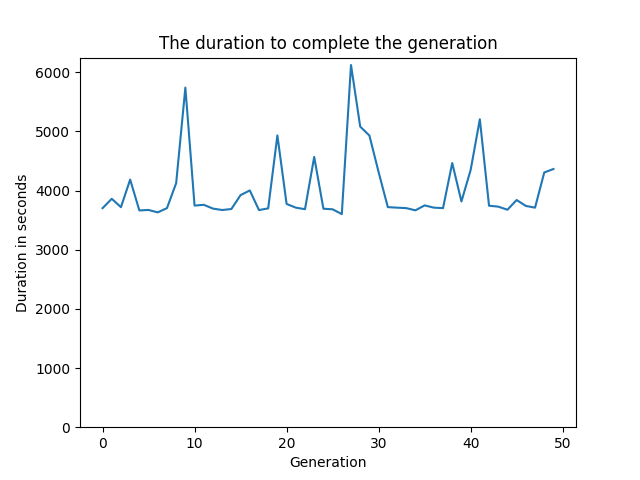 The duration to complete the generation
Duration in seconds
6000
5000
4000
3000
2000
1000
0
0 10 20 30 40 50
Generation